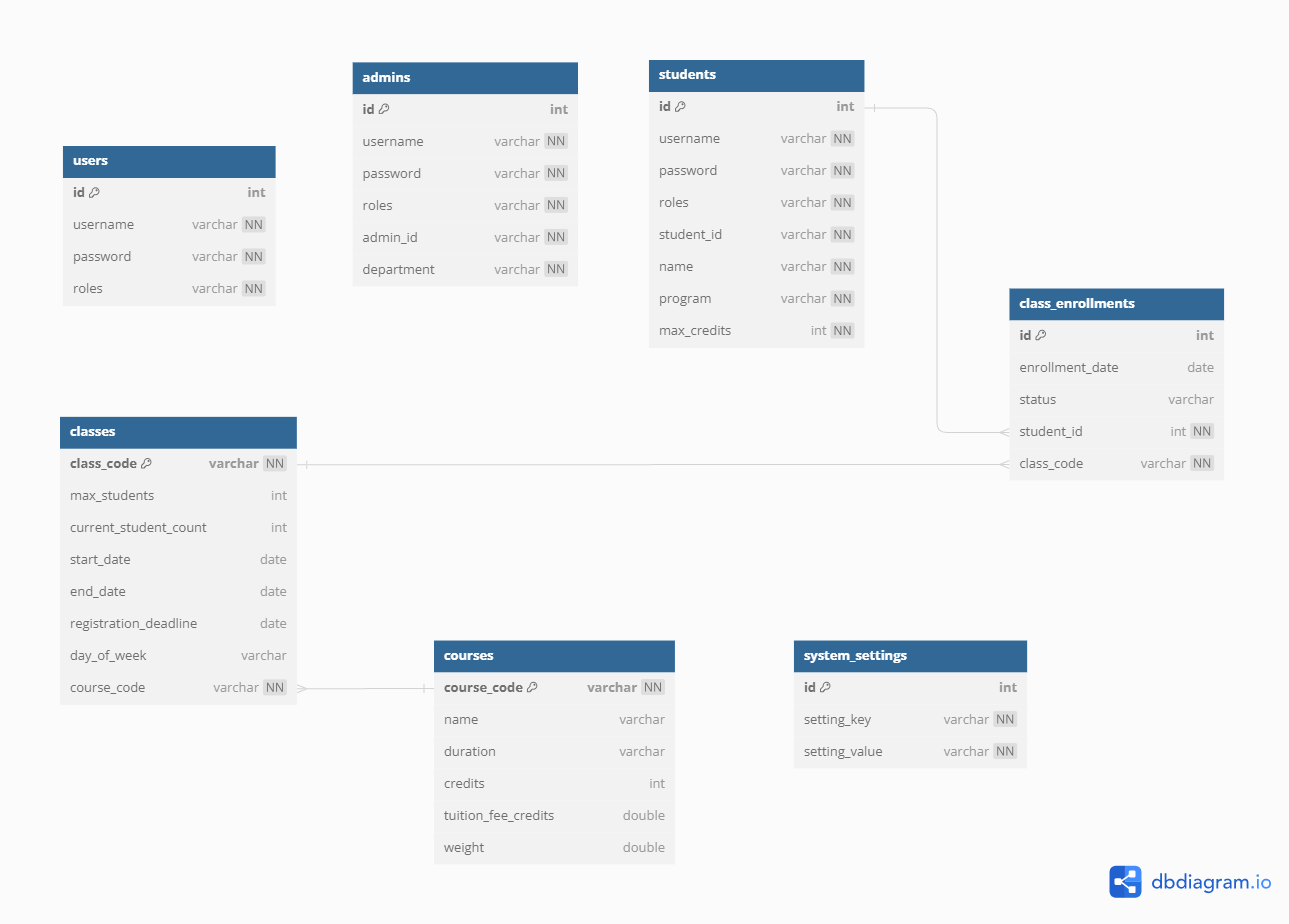 users
id int
username varchar NN
password varchar NN
roles varchar NN
admins
id int
username varchar NN
password varchar NN
roles varchar NN
admin_id varchar NN
department varchar NN
students
id int
username varchar NN
password varchar NN
roles varchar NN
student_id varchar NN
name varchar NN
program varchar NN
max_credits int NN
class_enrollments
id int
enrollment_date date
status varchar
student_id int NN
class_code varchar NN
classes
class_code varchar NN
max_students int
current_student_count int
start_date date
end_date date
registration_deadline date
day_of_week varchar
course_code varchar NN
courses
course_code varchar NN
name varchar
duration varchar
credits int
tuition_fee_credits double
weight double
system_settings
id int
setting_key varchar NN
setting_value varchar NN
dbdiagram.io